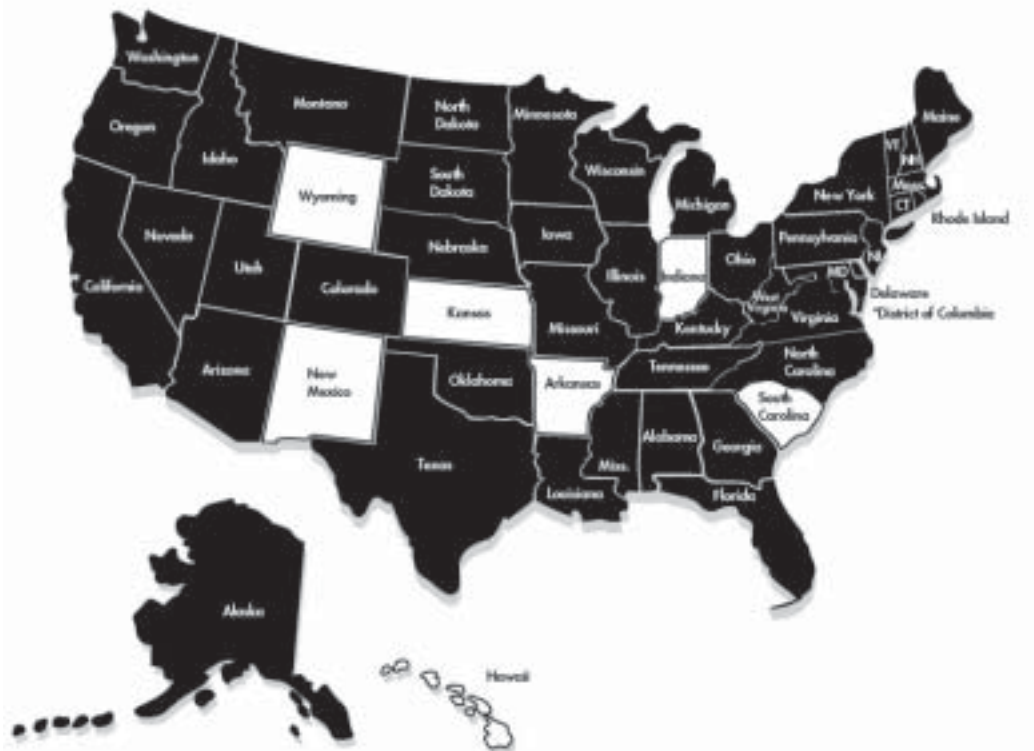 Washington
Montana
North
Dakota
Minnesota
Maine
Oregon
Idaho
VT
NH
Wyoming
South
Dakota
Wisconsin
Michigan
New York
Mass
CT
Rhode Island
Nevada
Nebraska
Iowa
Pennsylvania
NJ
Utah
Colorado
Illinois
Indiana
Ohio
MD
Delaware
*District of Columbia
California
Kansas
Missouri
West
Virginia
Virginia
Kentucky
Arizona
New
Mexico
Oklahoma
Arkansas
Tennessee
North
Carolina
South
Carolina
Texas
Alabama
Georgia
Miss.
Louisiana
Florida
Alaska
Hawaii